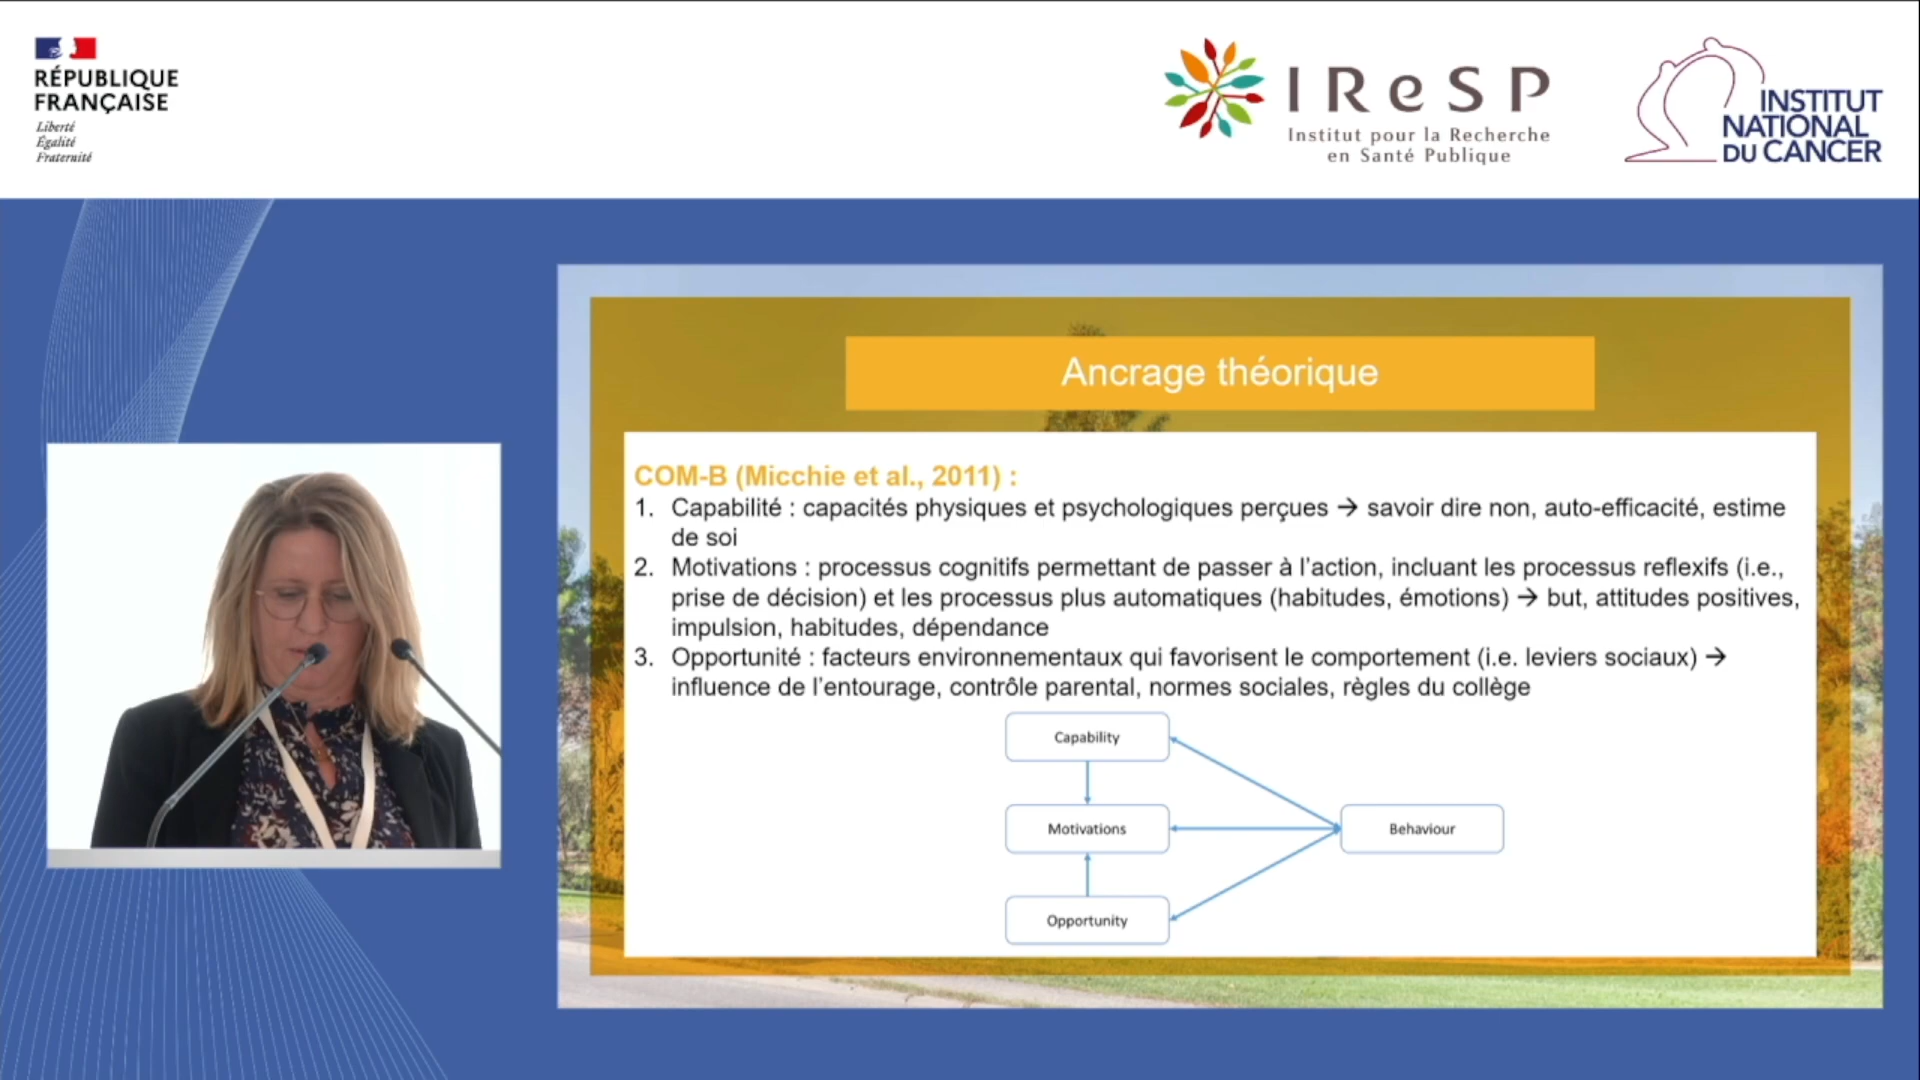 RÉPUBLIQUE
FRANÇAISE
Liberté
Égalité
Fraternité
IReSP
Institut pour la Recherche
en Santé Publique
INSTITUT
NATIONAL
DU CANCER
Ancrage théorique
COM-B (Micchie et al., 2011) :
1. Capabilité : capacités physiques et psychologiques perçues → savoir dire non, auto-efficacité, estime
de soi
2. Motivations : processus cognitifs permettant de passer à l'action, incluant les processus reflexifs (i.e.,
prise de décision) et les processus plus automatiques (habitudes, émotions) → but, attitudes positives,
impulsion, habitudes, dépendance
3. Opportunité : facteurs environnementaux qui favorisent le comportement (i.e. leviers sociaux) →
influence de l'entourage, contrôle parental, normes sociales, règles du collège
Capability
Motivations
Behaviour
Opportunity